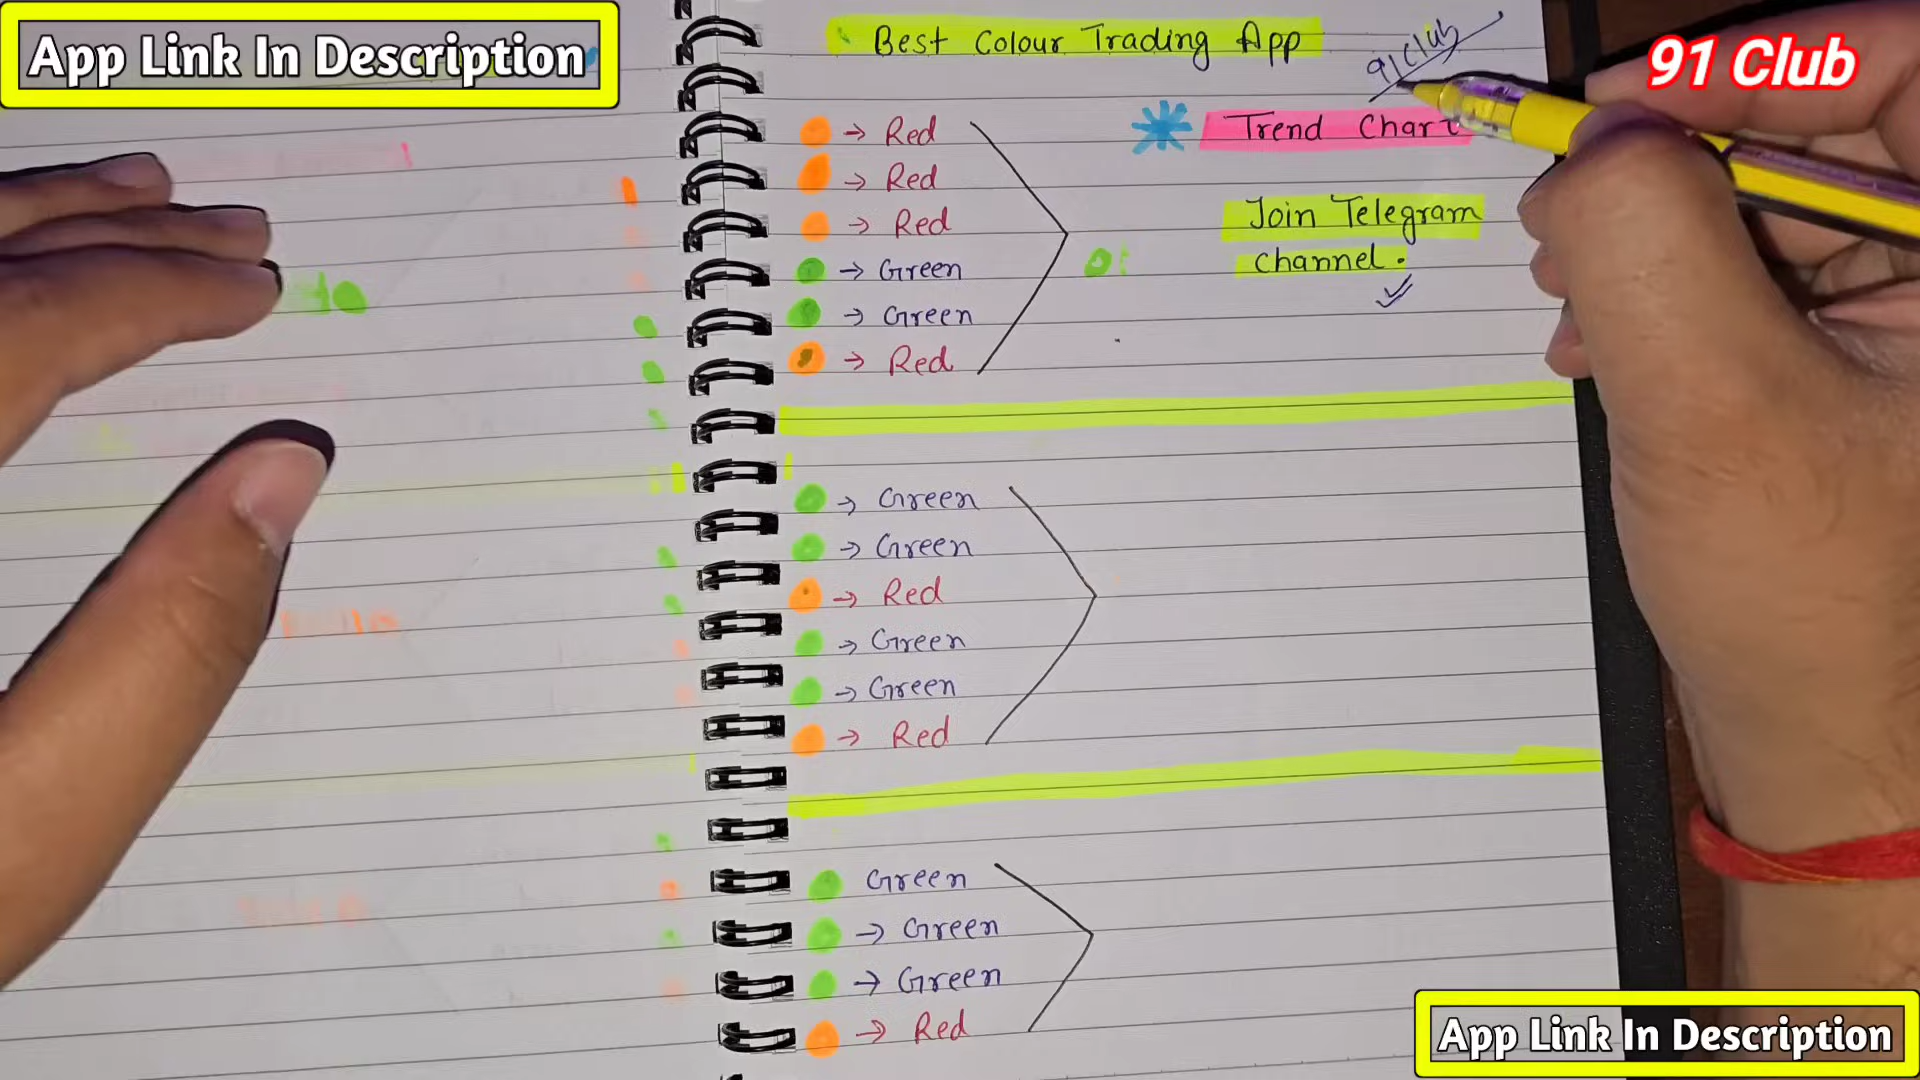 App Link In Description
Best Colour Trading App
91 Club
91 Club
→ Red
Trend Chart
→ Red
→ Red
Join Telegram
channel.
→ Green
→ Green
→ Red
→ Green
→ Green
→ Red
→ Green
→ Green
→ Red
Green
→ Green
→ Green
→ Red
App Link In Description